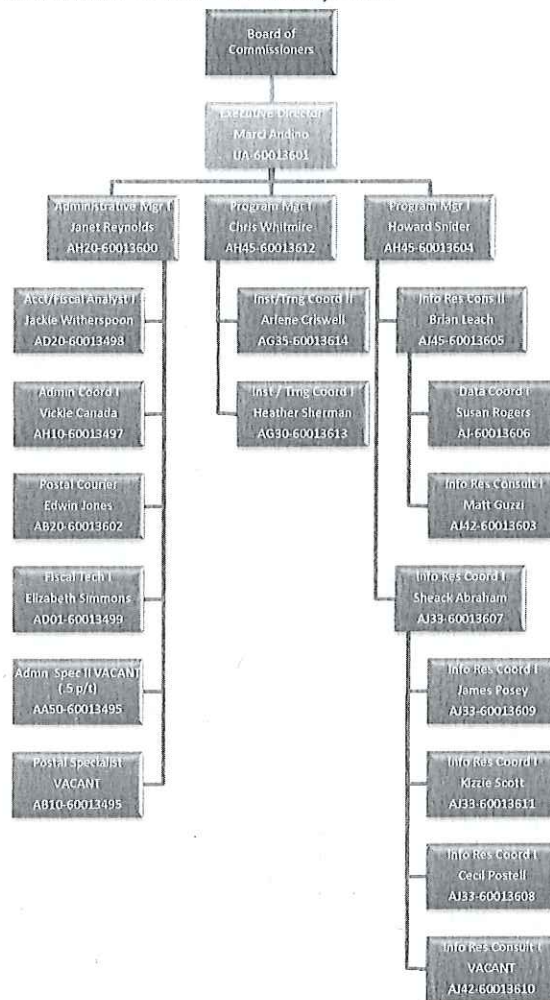 Board of
Commissioners
Executive Director
Marci Andino
UA-60013601
Administrative Mgr I
Janet Reynolds
AH20-60013600
Program Mgr I
Chris Whitmire
AH45-60013612
Program Mgr I
Howard Snider
AH45-60013604
Acct/Fiscal Analyst I
Jackie Witherspoon
AD20-60013498
Admin Coord I
Vickie Canada
AH10-60013497
Postal Courier
Edwin Jones
AB20-60013602
Fiscal Tech I
Elizabeth Simmons
AD01-60013499
Admn Spec II VACANT
(.5 p/t)
AA50-60013495
Postal Specialist
VACANT
AB10-60013495
Inst/Trng Coord II
Arlene Criswell
AG35-60013614
Inst / Trng Coord I
Heather Sherman
AG30-60013613
Info Res Cons II
Brian Leach
AJ45-60013605
Data Coord I
Susan Rogers
AJ-60013606
Info Res Consult I
Matt Guzzi
AJ42-60013603
Info Res Coord I
Sheack Abraham
AJ33-60013607
Info Res Coord I
James Posey
AJ33-60013609
Info Res Coord I
Kizzie Scott
AJ33-60013611
Info Res Coord I
Cecil Postell
AJ33-60013608
Info Res Consult I
VACANT
AJ42-60013610